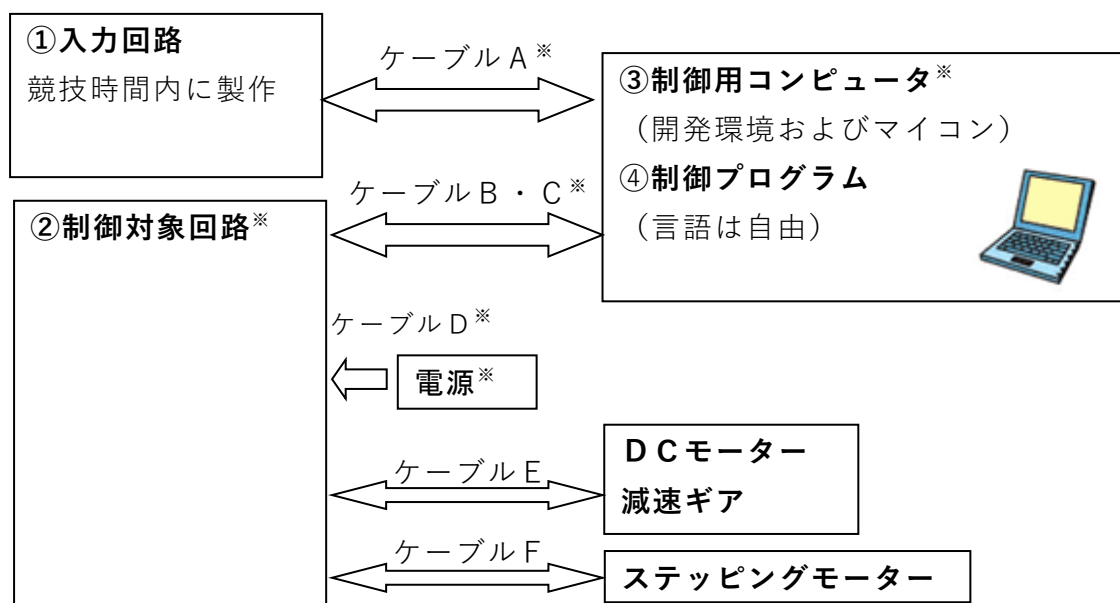 ①入力回路
競技時間内に製作
ケーブルA※
③制御用コンピュータ※
（開発環境およびマイコン）
④制御プログラム
（言語は自由）
ケーブルB・C※
②制御対象回路※
ケーブルD※
電源※
ケーブルE
DCモーター
減速ギア
ケーブルF
ステッピングモーター